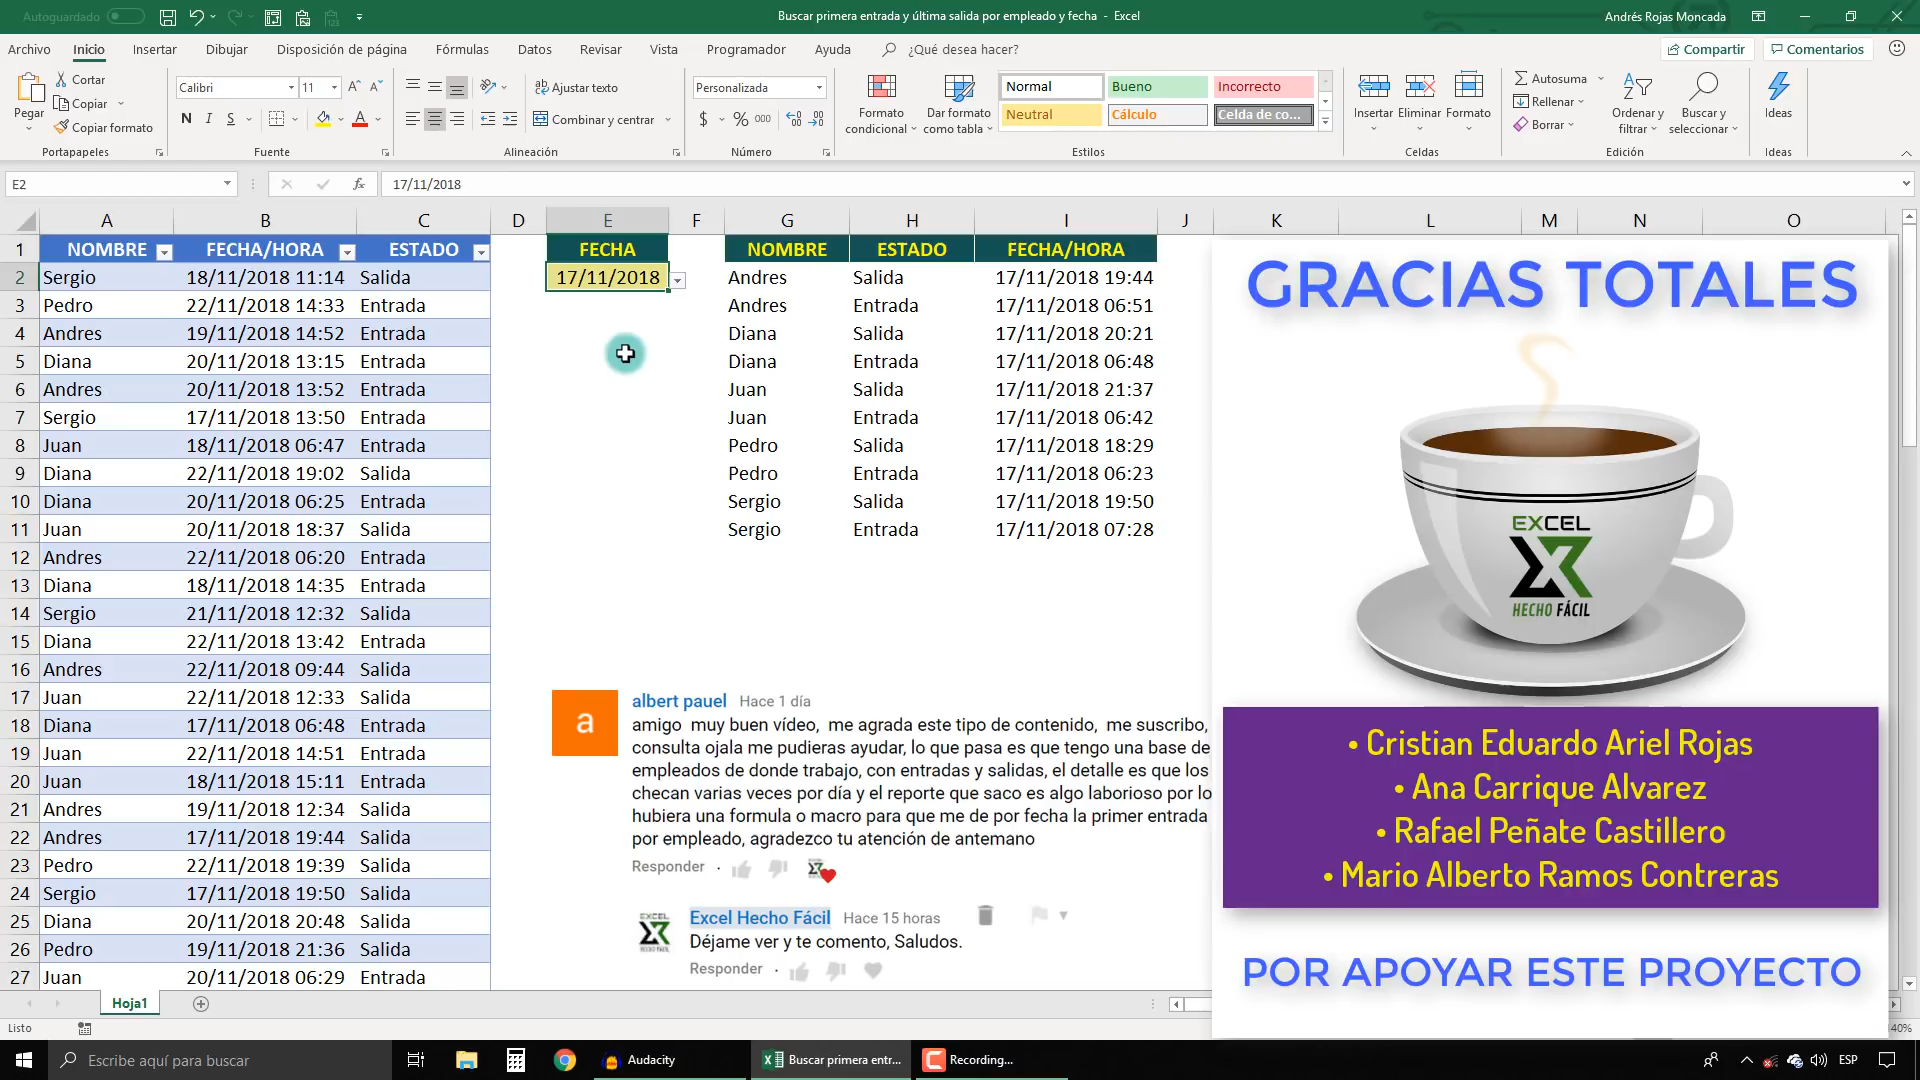 Autoguardado
Buscar primera entrada y última salida por empleado y fecha - Excel
Andrés Rojas Moncada
Archivo Inicio Insertar Dibujar Disposición de página Fórmulas Datos Revisar Vista Programador Ayuda ¿Qué desea hacer? Compartir Comentarios
Pegar
Cortar
Copiar
Copiar formato
Portapapeles
Calibri 11
N K S
Fuente
Ajustar texto
Combinar y centrar
Alineación
Personalizada
$ % 000
Número
Formato condicional
Dar formato como tabla
Normal Bueno Incorrecto
Neutral Cálculo Celda de co...
Estilos
Insertar Eliminar Formato
Celdas
Autosuma
Rellenar
Borrar
Ordenar y filtrar
Buscar y seleccionar
Edición
Ideas
Ideas
E2 fx 17/11/2018
A B C D E F G H I J K L M N O
1 NOMBRE FECHA/HORA ESTADO FECHA NOMBRE ESTADO FECHA/HORA
2 Sergio 18/11/2018 11:14 Salida 17/11/2018 Andres Salida 17/11/2018 19:44
3 Pedro 22/11/2018 14:33 Entrada Andres Entrada 17/11/2018 06:51
4 Andres 19/11/2018 14:52 Entrada Diana Salida 17/11/2018 20:21
5 Diana 20/11/2018 13:15 Entrada Diana Entrada 17/11/2018 06:48
6 Andres 20/11/2018 13:52 Entrada Juan Salida 17/11/2018 21:37
7 Sergio 17/11/2018 13:50 Entrada Juan Entrada 17/11/2018 06:42
8 Juan 18/11/2018 06:47 Entrada Pedro Salida 17/11/2018 18:29
9 Diana 22/11/2018 19:02 Salida Pedro Entrada 17/11/2018 06:23
10 Diana 20/11/2018 06:25 Entrada Sergio Salida 17/11/2018 19:50
11 Juan 20/11/2018 18:37 Salida Sergio Entrada 17/11/2018 07:28
12 Andres 22/11/2018 06:20 Entrada
13 Diana 18/11/2018 14:35 Entrada
14 Sergio 21/11/2018 12:32 Salida
15 Diana 22/11/2018 13:42 Entrada
16 Andres 22/11/2018 09:44 Salida
17 Juan 22/11/2018 12:33 Salida
18 Diana 17/11/2018 06:48 Entrada
19 Juan 22/11/2018 14:51 Entrada
20 Juan 18/11/2018 15:11 Entrada
21 Andres 19/11/2018 12:34 Salida
22 Andres 17/11/2018 19:44 Salida
23 Pedro 22/11/2018 19:39 Salida
24 Sergio 17/11/2018 19:50 Salida
25 Diana 20/11/2018 20:48 Salida
26 Pedro 19/11/2018 21:36 Salida
27 Juan 20/11/2018 06:29 Entrada
a
albert pauel Hace 1 día
amigo muy buen vídeo, me agrada este tipo de contenido, me suscribo,
consulta ojala me pudieras ayudar, lo que pasa es que tengo una base de
empleados de donde trabajo, con entradas y salidas, el detalle es que los
checan varias veces por día y el reporte que saco es algo laborioso por lo
hubiera una formula o macro para que me de por fecha la primer entrada
por empleado, agradezco tu atención de antemano
Responder
EXCEL
HECHO FÁCIL
Excel Hecho Fácil Hace 15 horas
Déjame ver y te comento, Saludos.
Responder
GRACIAS TOTALES
EXCEL
HECHO FÁCIL
• Cristian Eduardo Ariel Rojas
• Ana Carrique Alvarez
• Rafael Peñate Castillero
• Mario Alberto Ramos Contreras
POR APOYAR ESTE PROYECTO
Hoja1
Listo
40%
Escribe aquí para buscar
Audacity
Buscar primera entr...
Recording...
ESP